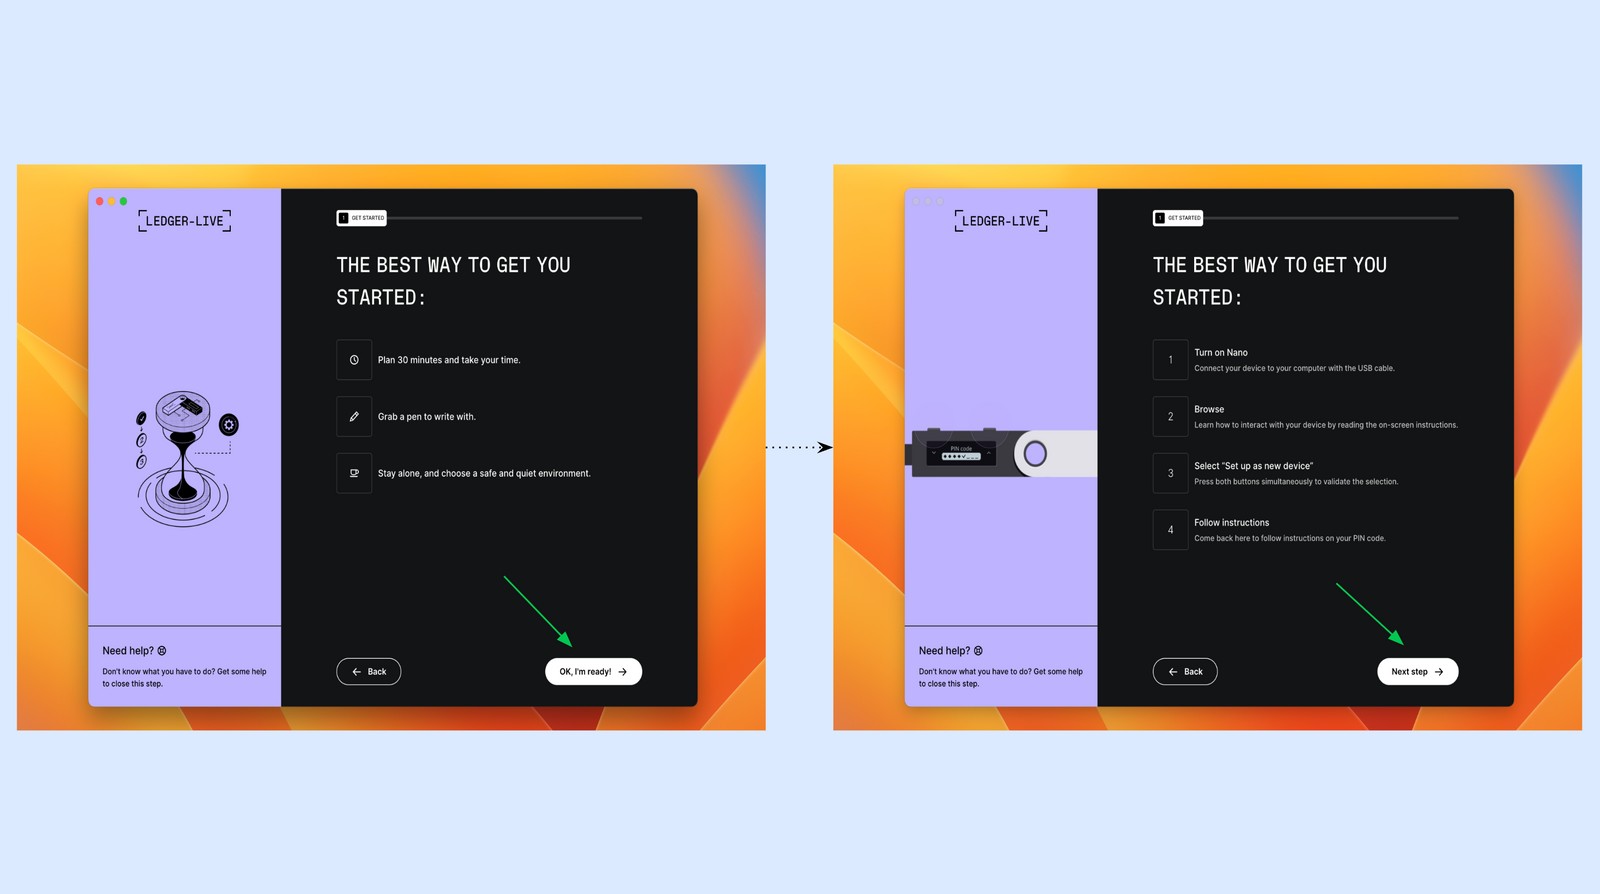 LEDGER-LIVE
1 GET STARTED
THE BEST WAY TO GET YOU
STARTED:
Plan 30 minutes and take your time.
Grab a pen to write with.
Stay alone, and choose a safe and quiet environment.
Need help?
Don't know what you have to do? Get some help
to close this step.
Back
OK, I'm ready!
LEDGER-LIVE
1 GET STARTED
THE BEST WAY TO GET YOU
STARTED:
1
Turn on Nano
Connect your device to your computer with the USB cable.
2
Browse
Learn how to interact with your device by reading the on-screen instructions.
PIN code
3
Select "Set up as new device"
Press both buttons simultaneously to validate the selection.
4
Follow instructions
Come back here to follow instructions on your PIN code.
Need help?
Don't know what you have to do? Get some help
to close this step.
Back
Next step